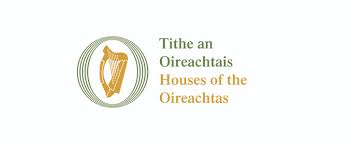 Tithe an
Oireachtais
Houses of the
Oireachtas